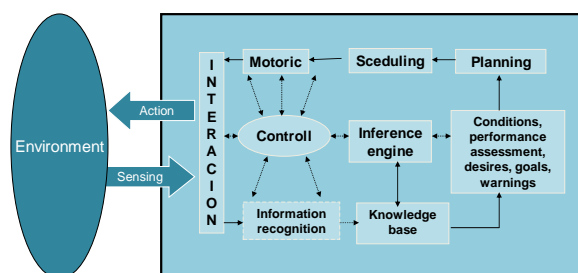 Environment
Action
Sensing
INTERACION
Motoric
Sceduling
Planning
Controll
Inference
engine
Conditions,
performance
assessment,
desires, goals,
warnings
Information
recognition
Knowledge
base